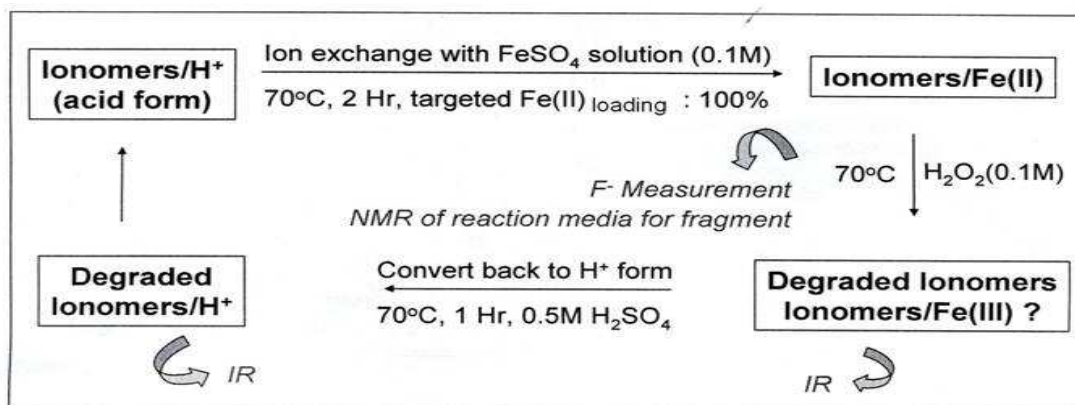 Ionomers/H⁺
(acid form)
Ion exchange with FeSO₄ solution (0.1M)
70°C, 2 Hr, targeted Fe(II) loading : 100%
Ionomers/Fe(II)
F⁻ Measurement
NMR of reaction media for fragment
70°C
H₂O₂(0.1M)
Degraded Ionomers
Ionomers/Fe(III) ?
IR
Convert back to H⁺ form
70°C, 1 Hr, 0.5M H₂SO₄
Degraded
Ionomers/H⁺
IR